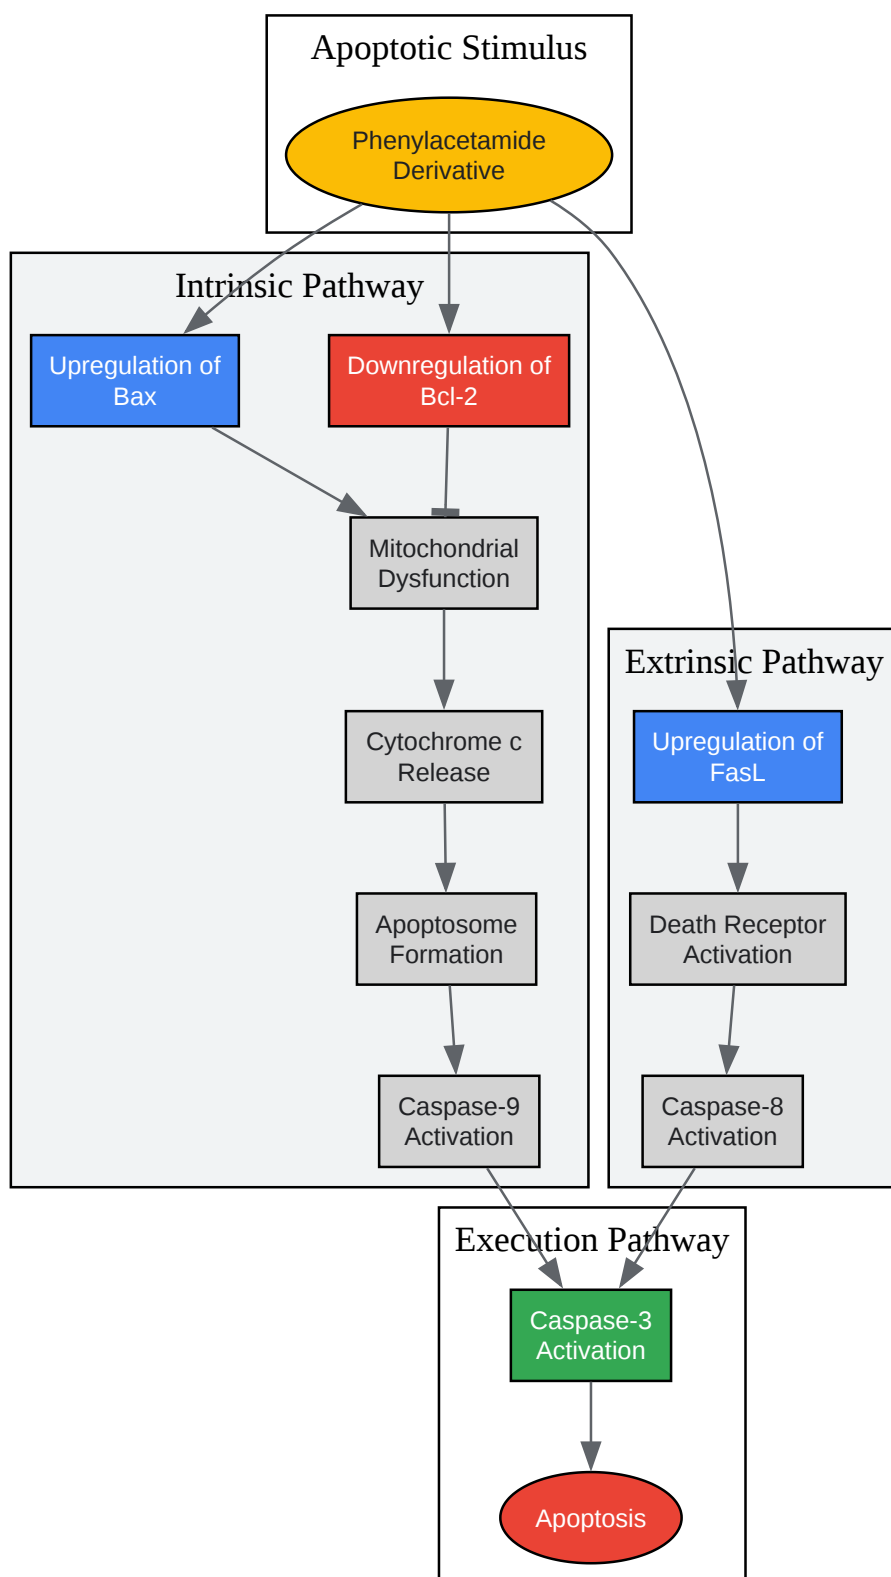 Apoptotic Stimulus
Phenylacetamide
Derivative
Intrinsic Pathway
Upregulation of
Bax
Downregulation of
Bcl-2
Mitochondrial
Dysfunction
Cytochrome c
Release
Apoptosome
Formation
Caspase-9
Activation
Extrinsic Pathway
Upregulation of
FasL
Death Receptor
Activation
Caspase-8
Activation
Execution Pathway
Caspase-3
Activation
Apoptosis